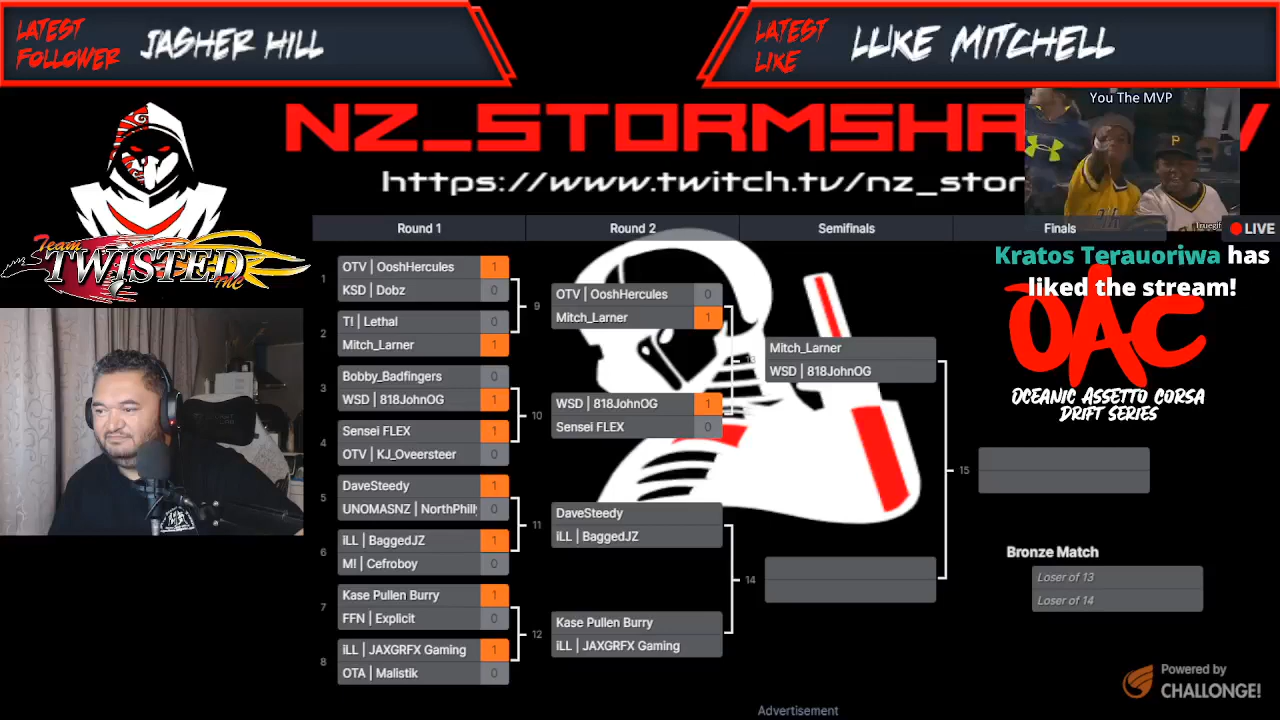 LATEST
FOLLOWER
JASHER HILL
LATEST
LIKE
LUKE MITCHELL
NZ_STORMSHA
https://www.twitch.tv/nz_stor
You The MVP
P
LIVE
Team
TWISTED
INC
Kratos Terauoriwa has
liked the stream!
OAC
OCEANIC ASSETTO CORSA
DRIFT SERIES
Round 1
Round 2
Semifinals
Finals
1
OTV | OoshHercules 1
KSD | Dobz 0
2
T! | Lethal 0
Mitch_Larner 1
3
Bobby_Badfingers 0
WSD | 818JohnOG 1
4
Sensei FLEX 1
OTV | KJ_Oveersteer 0
5
DaveSteedy 1
UNOMASNZ | NorthPhill 0
6
iLL | BaggedJZ 1
M! | Cefroboy 0
7
Kase Pullen Burry 1
FFN | Explicit 0
8
iLL | JAXGRFX Gaming 1
OTA | Malistik 0
9
OTV | OoshHercules 0
Mitch_Larner 1
10
WSD | 818JohnOG 1
Sensei FLEX 0
11
DaveSteedy
iLL | BaggedJZ
12
Kase Pullen Burry
iLL | JAXGRFX Gaming
13
Mitch_Larner
WSD | 818JohnOG
14
15
Bronze Match
Loser of 13
Loser of 14
Powered by
CHALLONGE!
Advertisement